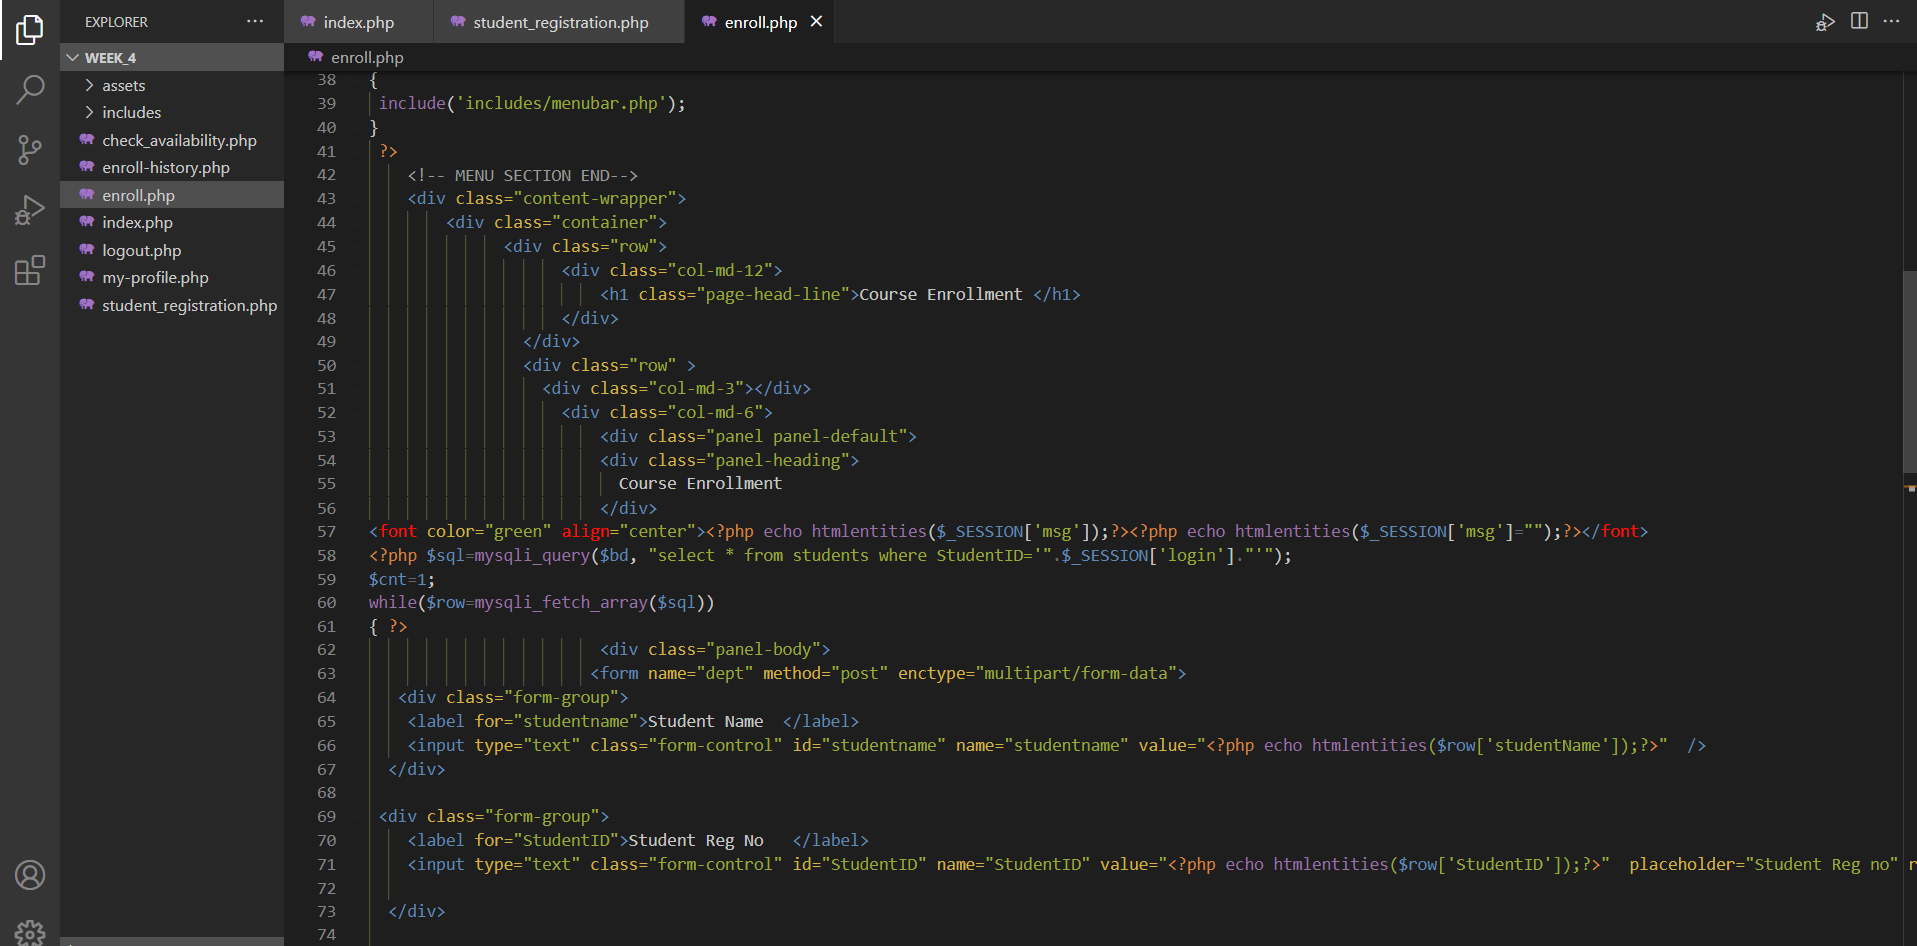 EXPLORER
WEEK_4
assets
includes
check_availability.php
enroll-history.php
enroll.php
index.php
logout.php
my-profile.php
student_registration.php
index.php
student_registration.php
enroll.php
enroll.php
38 {
39 include('includes/menubar.php');
40 }
41 ?>
42 <!-- MENU SECTION END-->
43 <div class="content-wrapper">
44 <div class="container">
45 <div class="row">
46 <div class="col-md-12">
47 <h1 class="page-head-line">Course Enrollment </h1>
48 </div>
49 </div>
50 <div class="row" >
51 <div class="col-md-3"></div>
52 <div class="col-md-6">
53 <div class="panel panel-default">
54 <div class="panel-heading">
55 Course Enrollment
56 </div>
57 <font color="green" align="center"><?php echo htmlentities($_SESSION['msg']);?><?php echo htmlentities($_SESSION['msg']="");?></font>
58 <?php $sql=mysqli_query($bd, "select * from students where StudentID='".$_SESSION['login']."'");
59 $cnt=1;
60 while($row=mysqli_fetch_array($sql))
61 { ?>
62 <div class="panel-body">
63 <form name="dept" method="post" enctype="multipart/form-data">
64 <div class="form-group">
65 <label for="studentname">Student Name  </label>
66 <input type="text" class="form-control" id="studentname" name="studentname" value="<?php echo htmlentities($row['studentName']);?>"  />
67 </div>
68
69 <div class="form-group">
70 <label for="StudentID">Student Reg No   </label>
71 <input type="text" class="form-control" id="StudentID" name="StudentID" value="<?php echo htmlentities($row['StudentID']);?>"  placeholder="Student Reg no" r
72
73 </div>
74